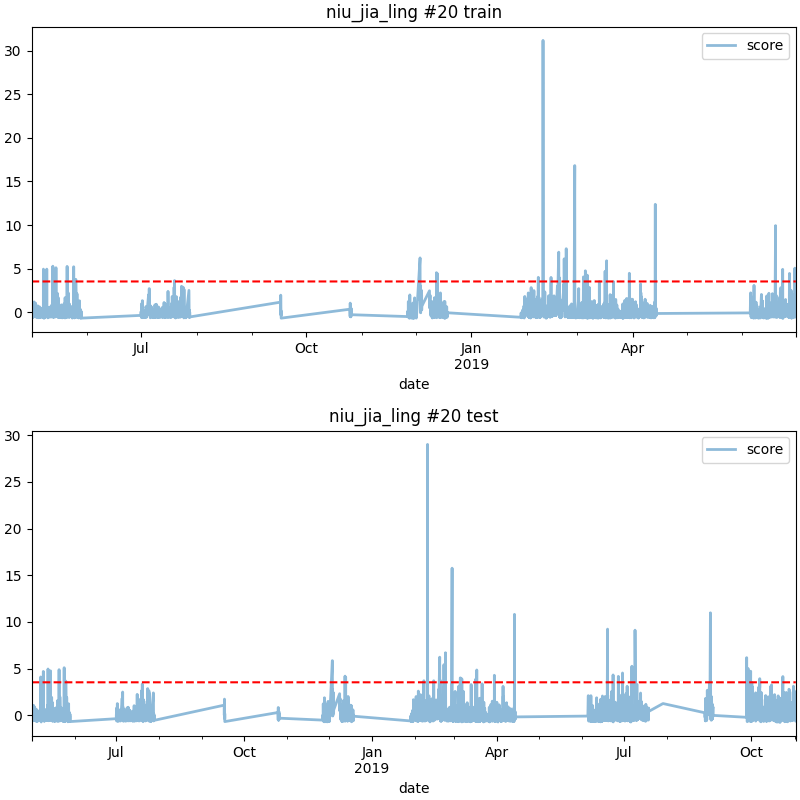 niu_jia_ling #20 train
score
30
25
20
15
10
5
0
Jul
Oct
Jan
2019
Apr
date
niu_jia_ling #20 test
score
30
25
20
15
10
5
0
Jul
Oct
Jan
2019
Apr
Jul
Oct
date